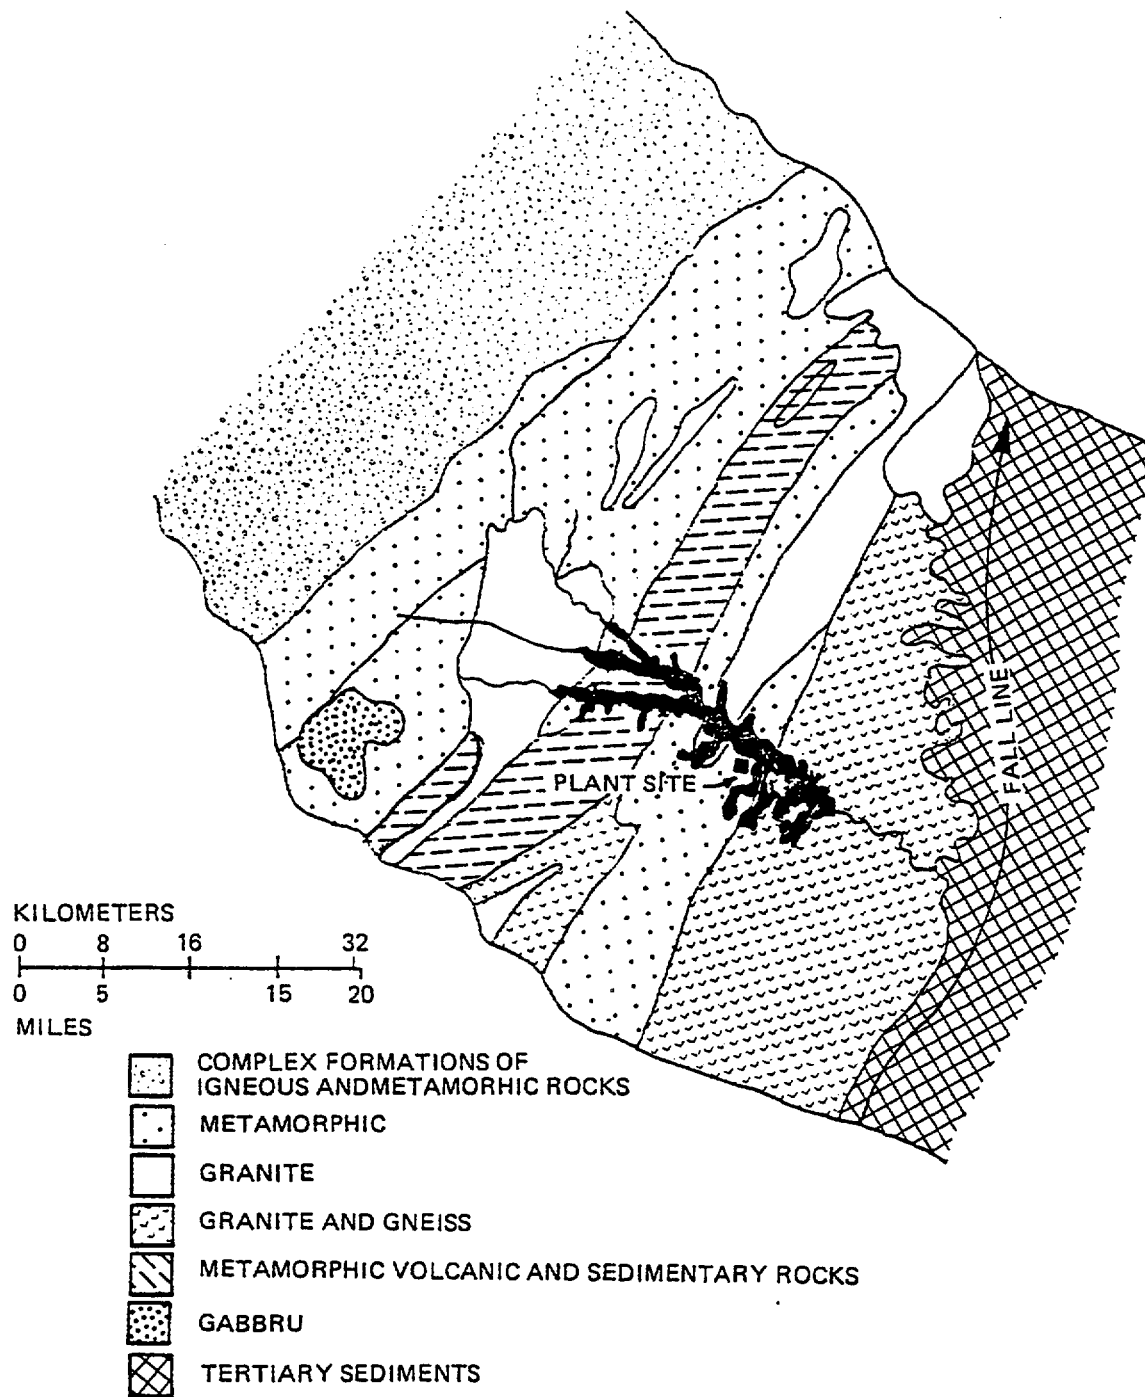 PLANT SITE
FALL LINE
KILOMETERS
0 8 16 32
0 5 15 20
MILES
COMPLEX FORMATIONS OF
IGNEOUS ANDMETAMORHIC ROCKS
METAMORPHIC
GRANITE
GRANITE AND GNEISS
METAMORPHIC VOLCANIC AND SEDIMENTARY ROCKS
GABBRU
TERTIARY SEDIMENTS